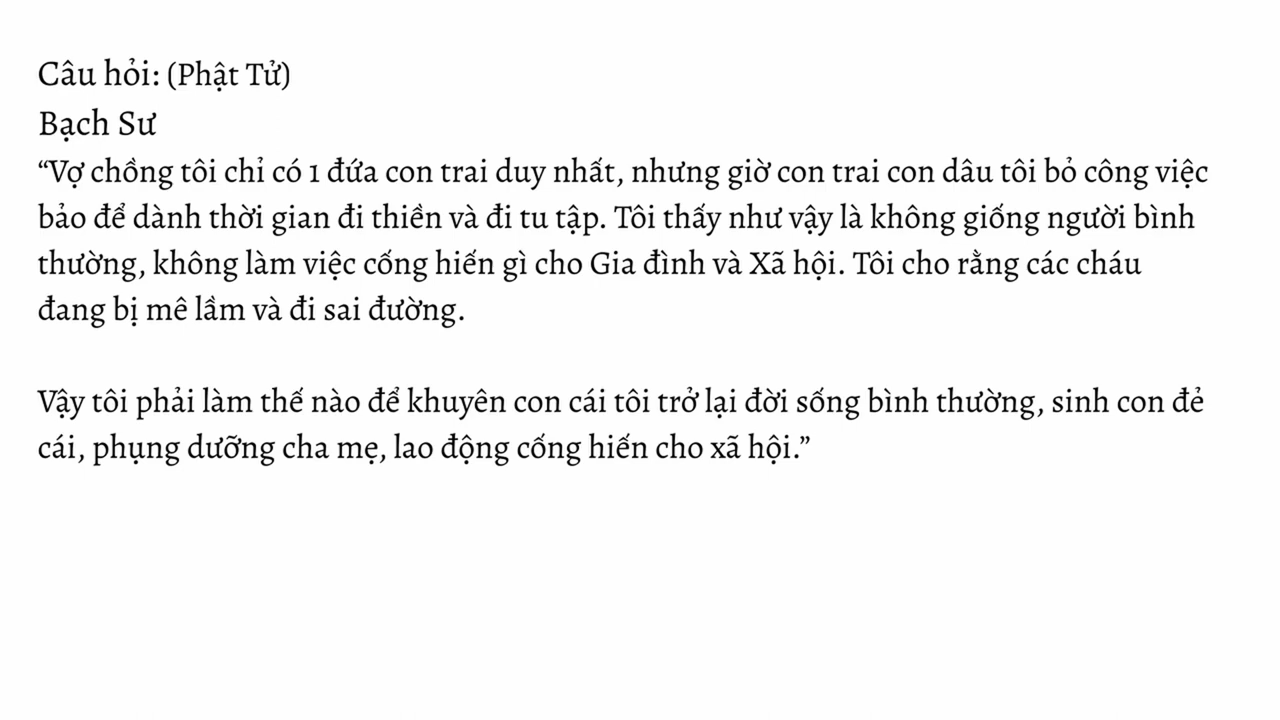 Câu hỏi: (Phật Tử)
Bạch Sư
“Vợ chồng tôi chỉ có 1 đứa con trai duy nhất, nhưng giờ con trai con dâu tôi bỏ công việc
bảo để dành thời gian đi thiền và đi tu tập. Tôi thấy như vậy là không giống người bình
thường, không làm việc cống hiến gì cho Gia đình và Xã hội. Tôi cho rằng các cháu
đang bị mê lầm và đi sai đường.
Vậy tôi phải làm thế nào để khuyên con cái tôi trở lại đời sống bình thường, sinh con đẻ
cái, phụng dưỡng cha mẹ, lao động cống hiến cho xã hội.”